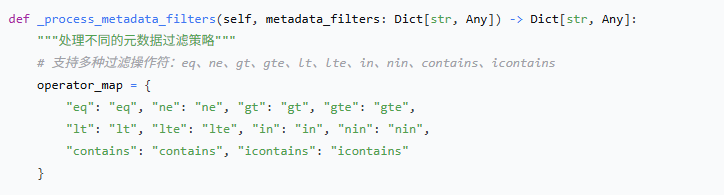 def _process_metadata_filters(self, metadata_filters: Dict[str, Any]) -> Dict[str, Any]:
    """处理不同的元数据过滤策略"""
    # 支持多种过滤操作符：eq、ne、gt、gte、lt、lte、in、nin、contains、icontains
    operator_map = {
        "eq": "eq", "ne": "ne", "gt": "gt", "gte": "gte",
        "lt": "lt", "lte": "lte", "in": "in", "nin": "nin",
        "contains": "contains", "icontains": "icontains"
    }